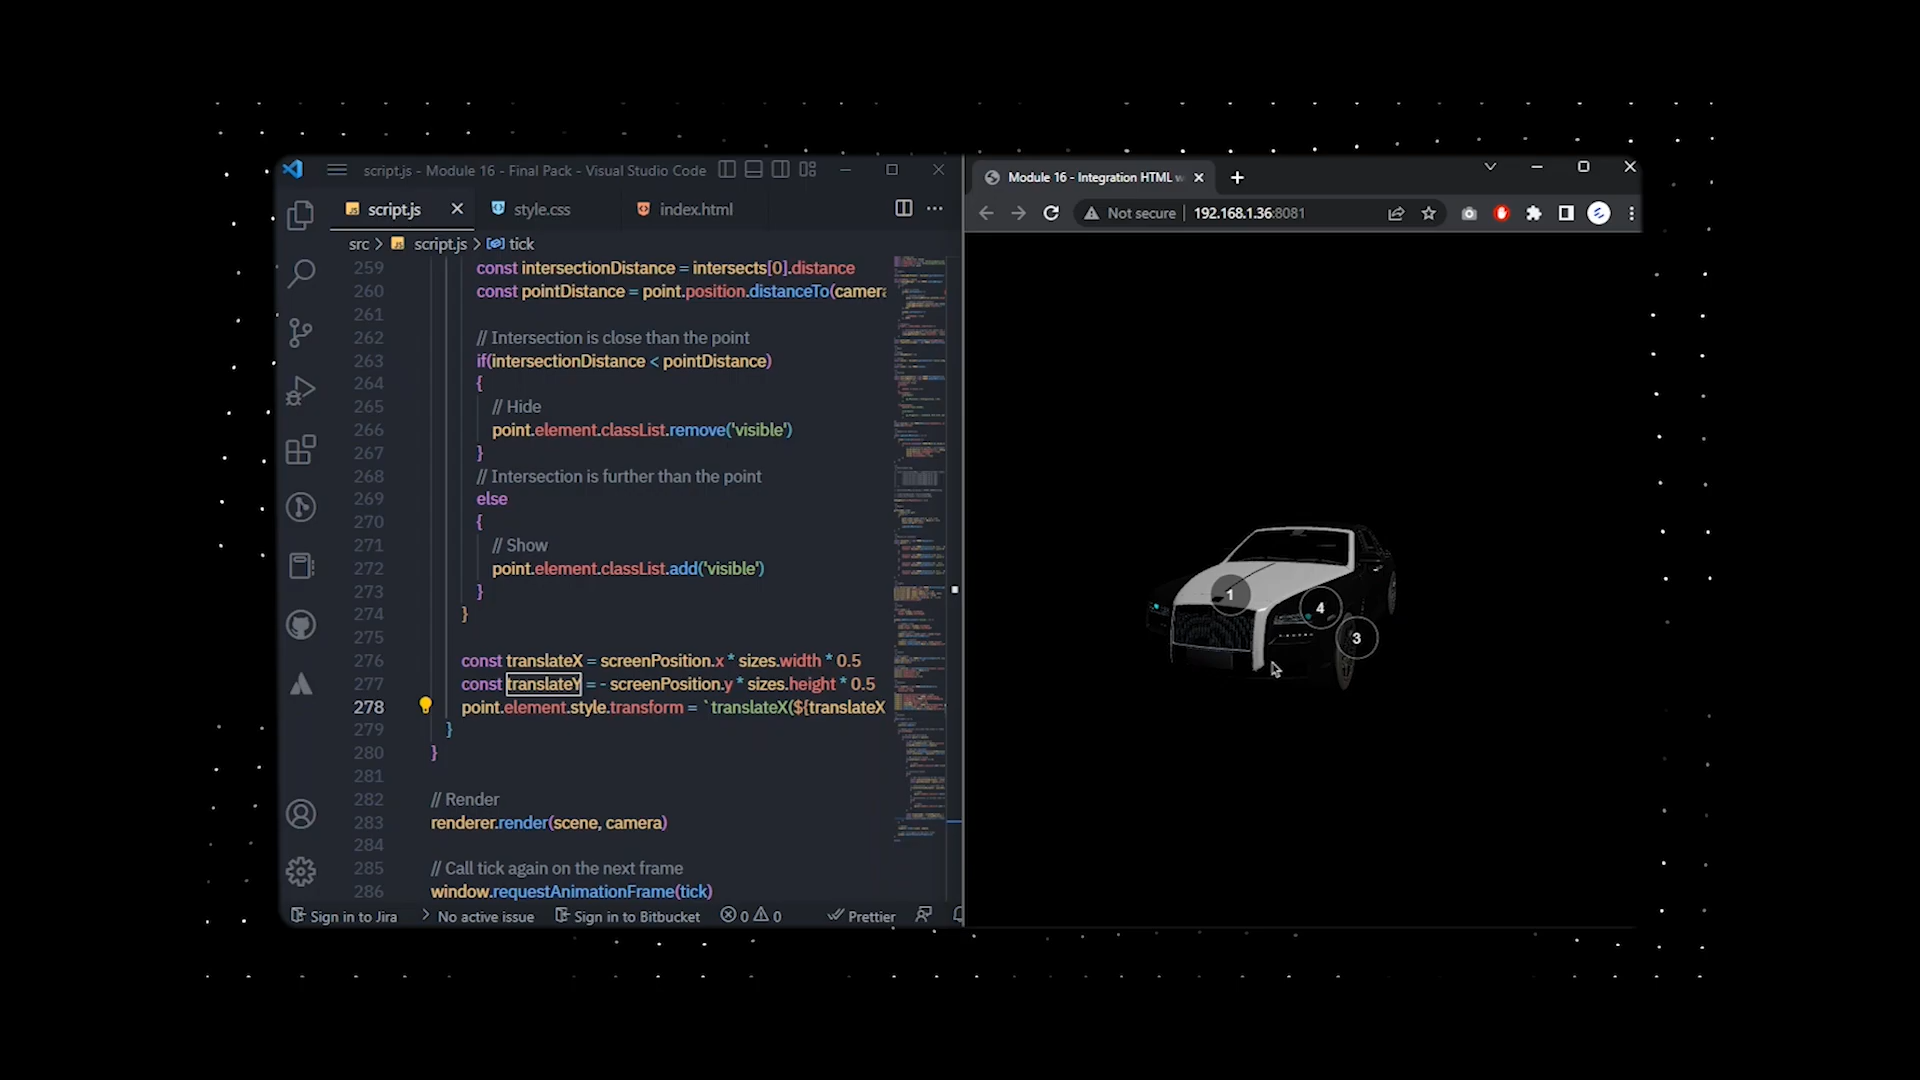 script.js - Module 16 - Final Pack - Visual Studio Code
script.js
style.css
index.html
src > script.js > tick
259 const intersectionDistance = intersects[0].distance
260 const pointDistance = point.position.distanceTo(camera
261
262 // Intersection is close than the point
263 if(intersectionDistance < pointDistance)
264 {
265 // Hide
266 point.element.classList.remove('visible')
267 }
268 // Intersection is further than the point
269 else
270 {
271 // Show
272 point.element.classList.add('visible')
273 }
274 }
275
276 const translateX = screenPosition.x * sizes.width * 0.5
277 const translateY = - screenPosition.y * sizes.height * 0.5
278 point.element.style.transform = `translateX(${translateX
279 }
280 }
281
282 // Render
283 renderer.render(scene, camera)
284
285 // Call tick again on the next frame
286 window.requestAnimationFrame(tick)
Sign in to Jira > No active issue Sign in to Bitbucket 0 0 Prettier
Module 16 - Integration HTML w
Not secure 192.168.1.36:8081
1
4
3